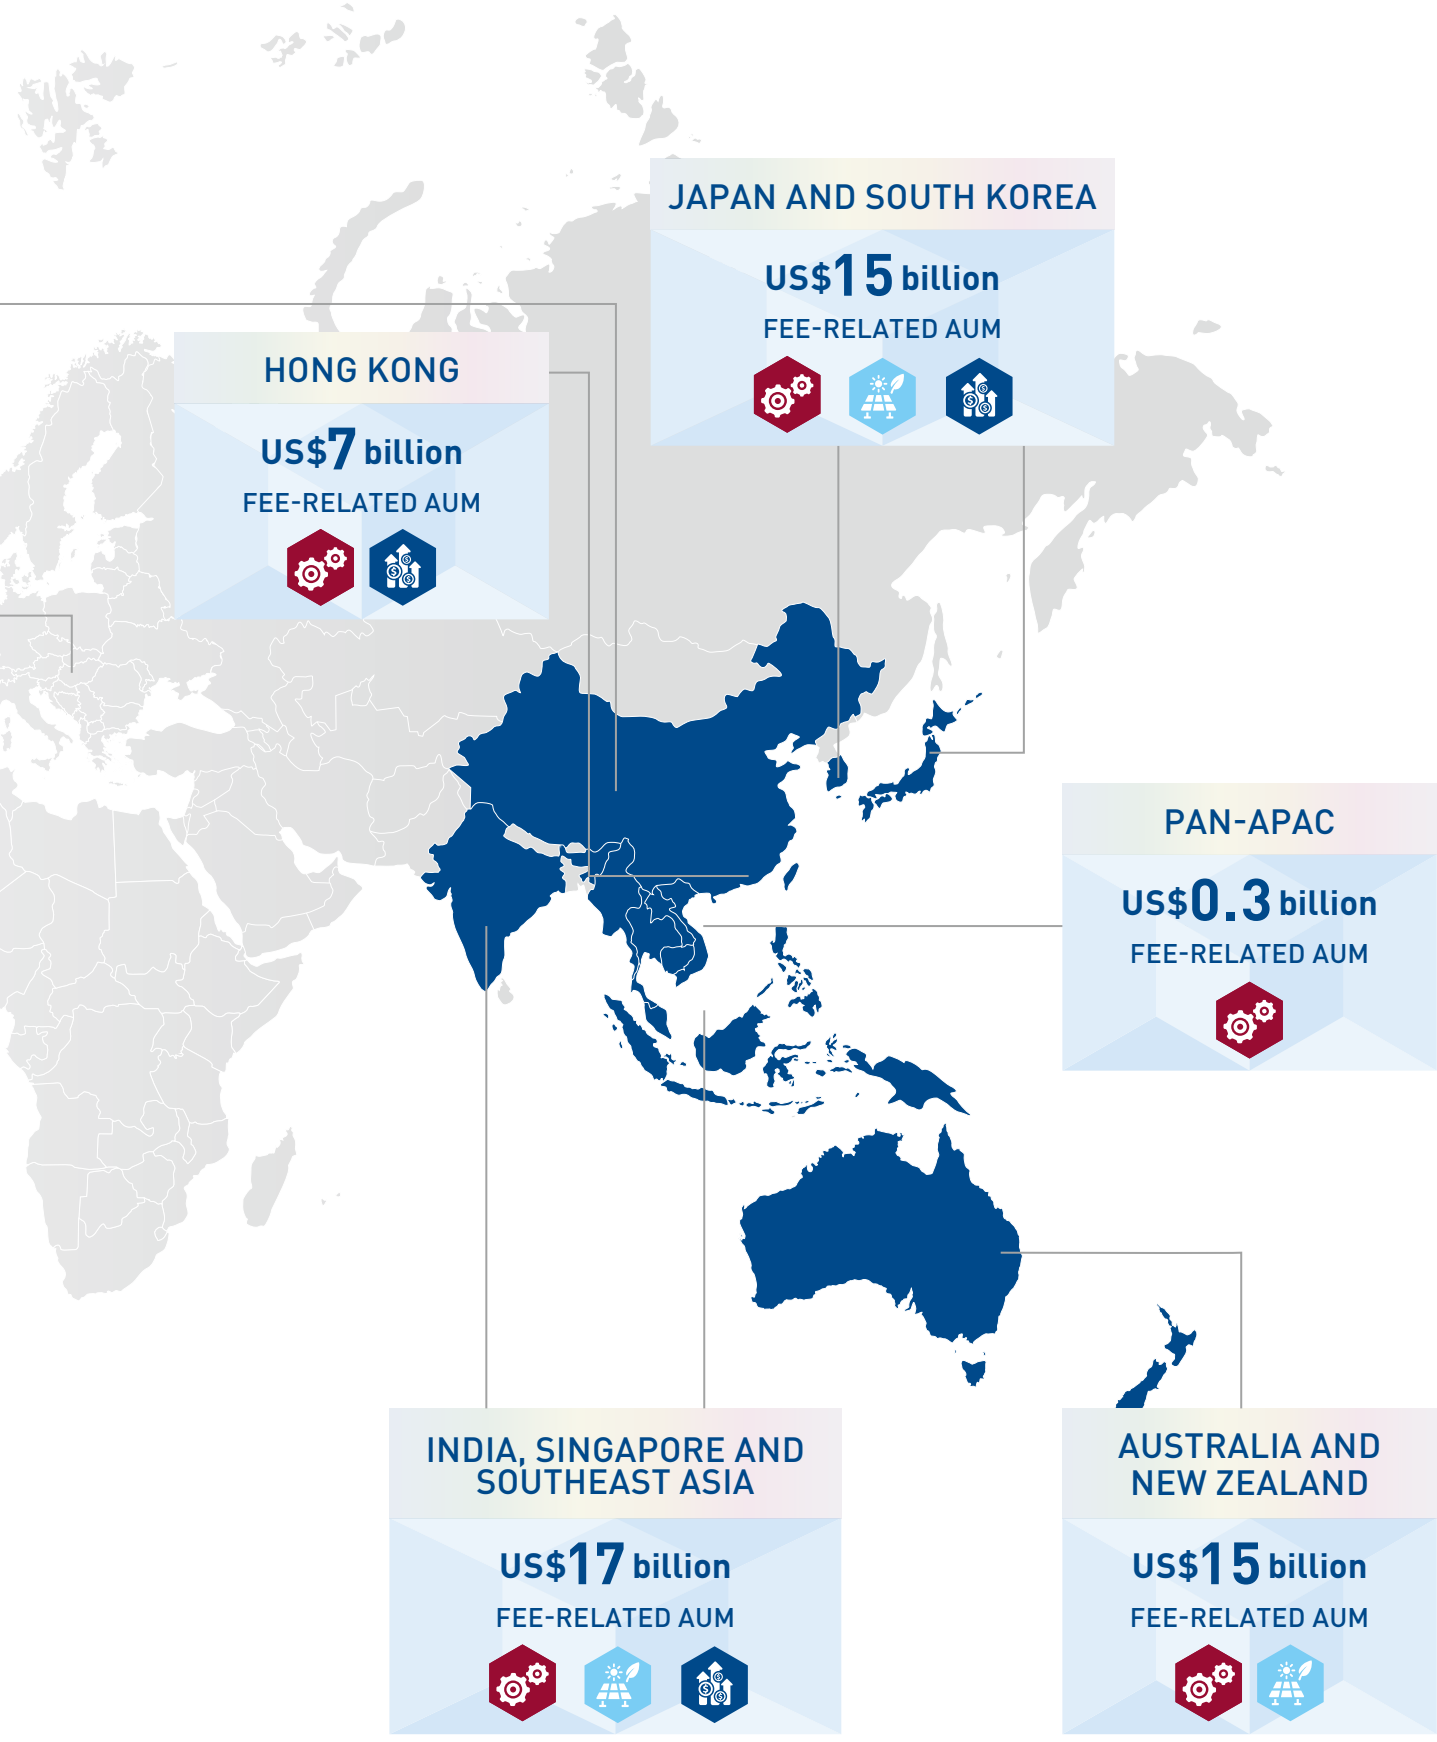 JAPAN AND SOUTH KOREA
US$15 billion
FEE-RELATED AUM
HONG KONG
US$7 billion
FEE-RELATED AUM
PAN-APAC
US$0.3 billion
FEE-RELATED AUM
INDIA, SINGAPORE AND
SOUTHEAST ASIA
US$17 billion
FEE-RELATED AUM
AUSTRALIA AND
NEW ZEALAND
US$15 billion
FEE-RELATED AUM